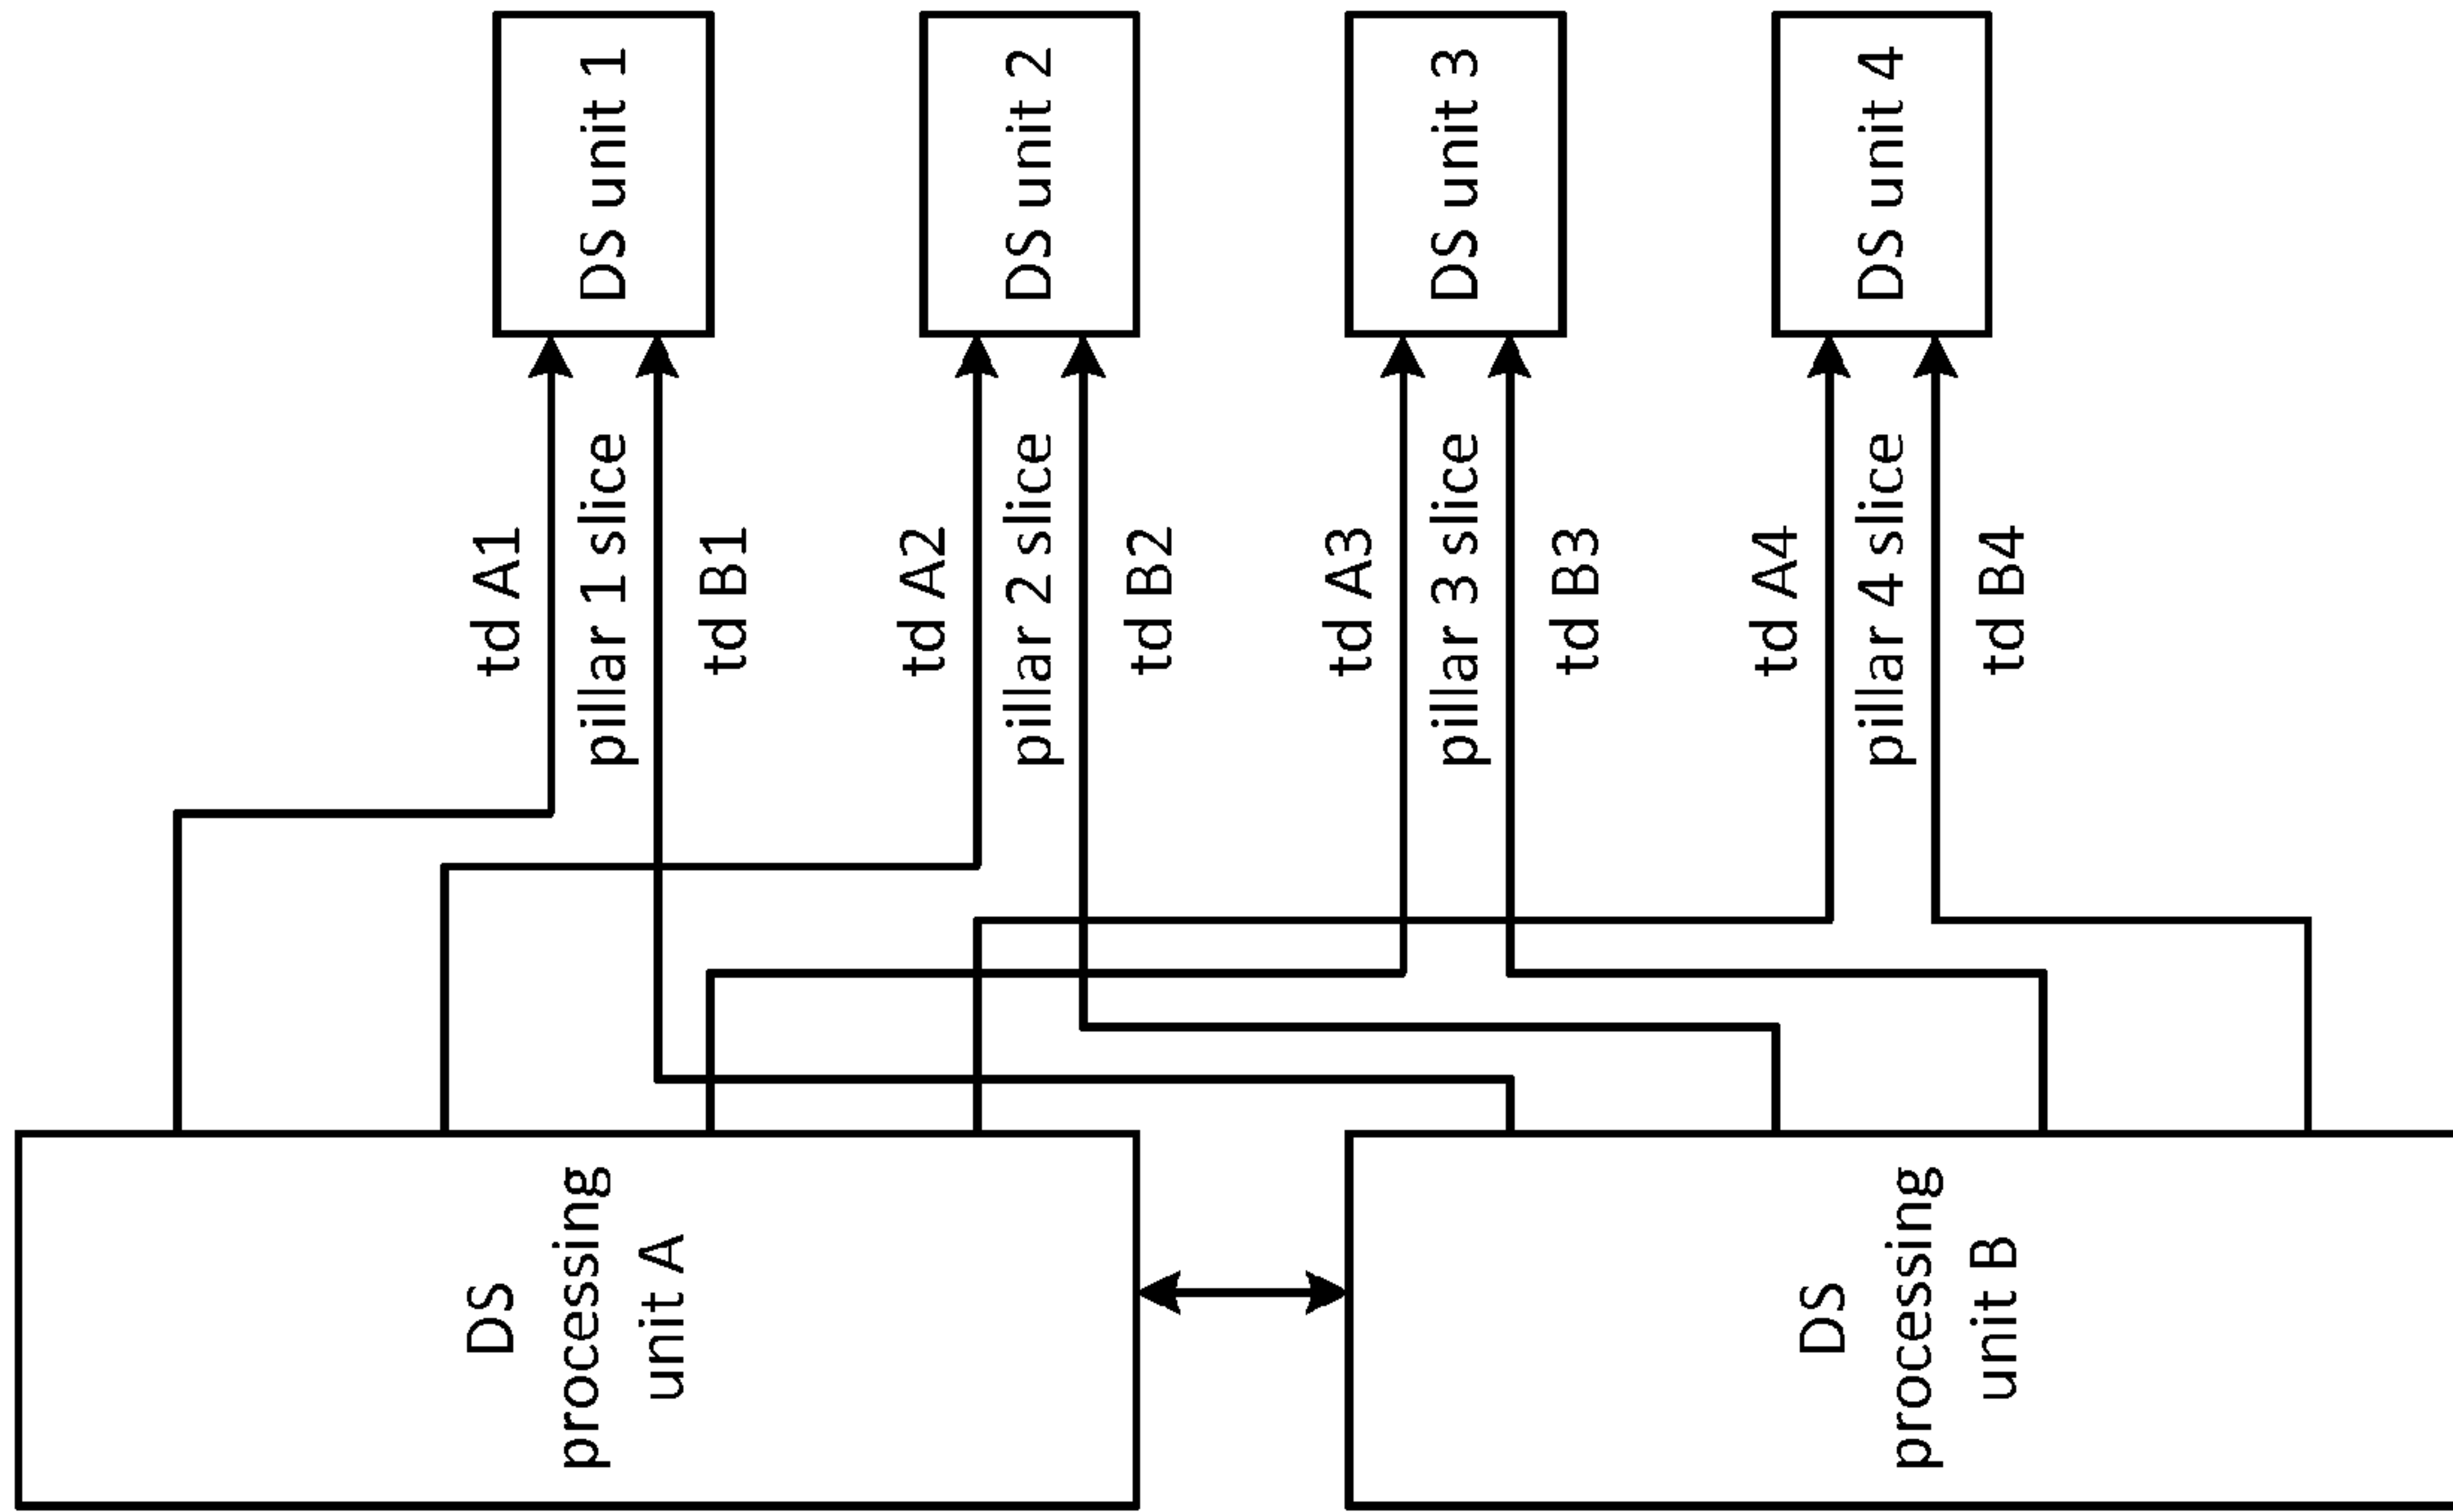 DS unit 1
DS unit 2
DS unit 3
DS unit 4
td A1
pillar 1 slice
td B1
td A2
pillar 2 slice
td B2
td A3
pillar 3 slice
td B3
td A4
pillar 4 slice
td B4
DS
processing
unit A
DS
processing
unit B